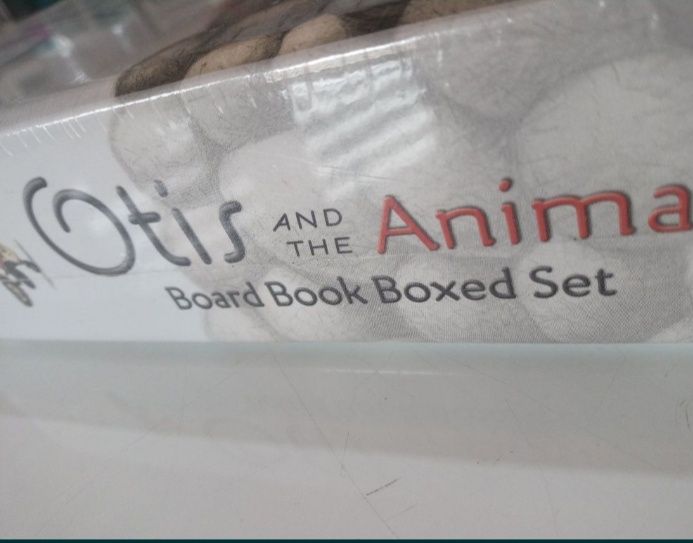 Otis AND THE Anima
Board Book Boxed Set